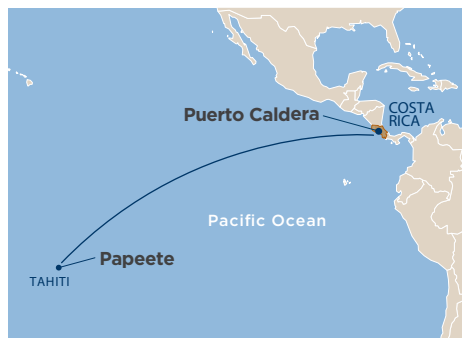 Puerto Caldera
COSTA
RICA
Pacific Ocean
Papeete
TAHITI